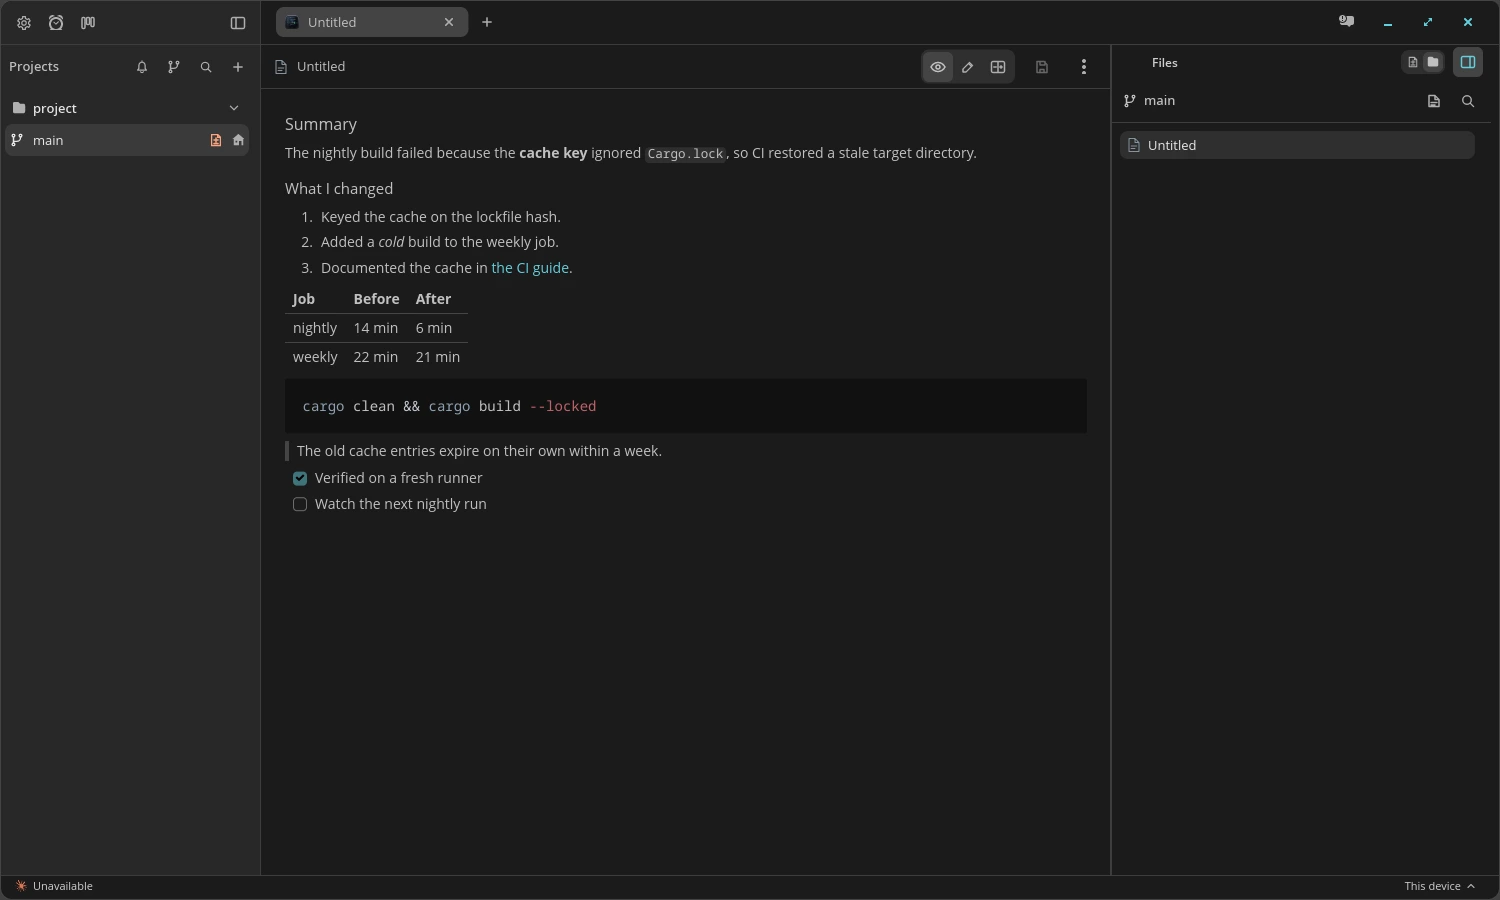 Untitled
Projects
Untitled
Files
project
main
main
Untitled
Summary
The nightly build failed because the cache key ignored Cargo.lock, so CI restored a stale target directory.
What I changed
1. Keyed the cache on the lockfile hash.
2. Added a cold build to the weekly job.
3. Documented the cache in the CI guide.
Job Before After
nightly 14 min 6 min
weekly 22 min 21 min
cargo clean && cargo build --locked
The old cache entries expire on their own within a week.
Verified on a fresh runner
Watch the next nightly run
Unavailable
This device